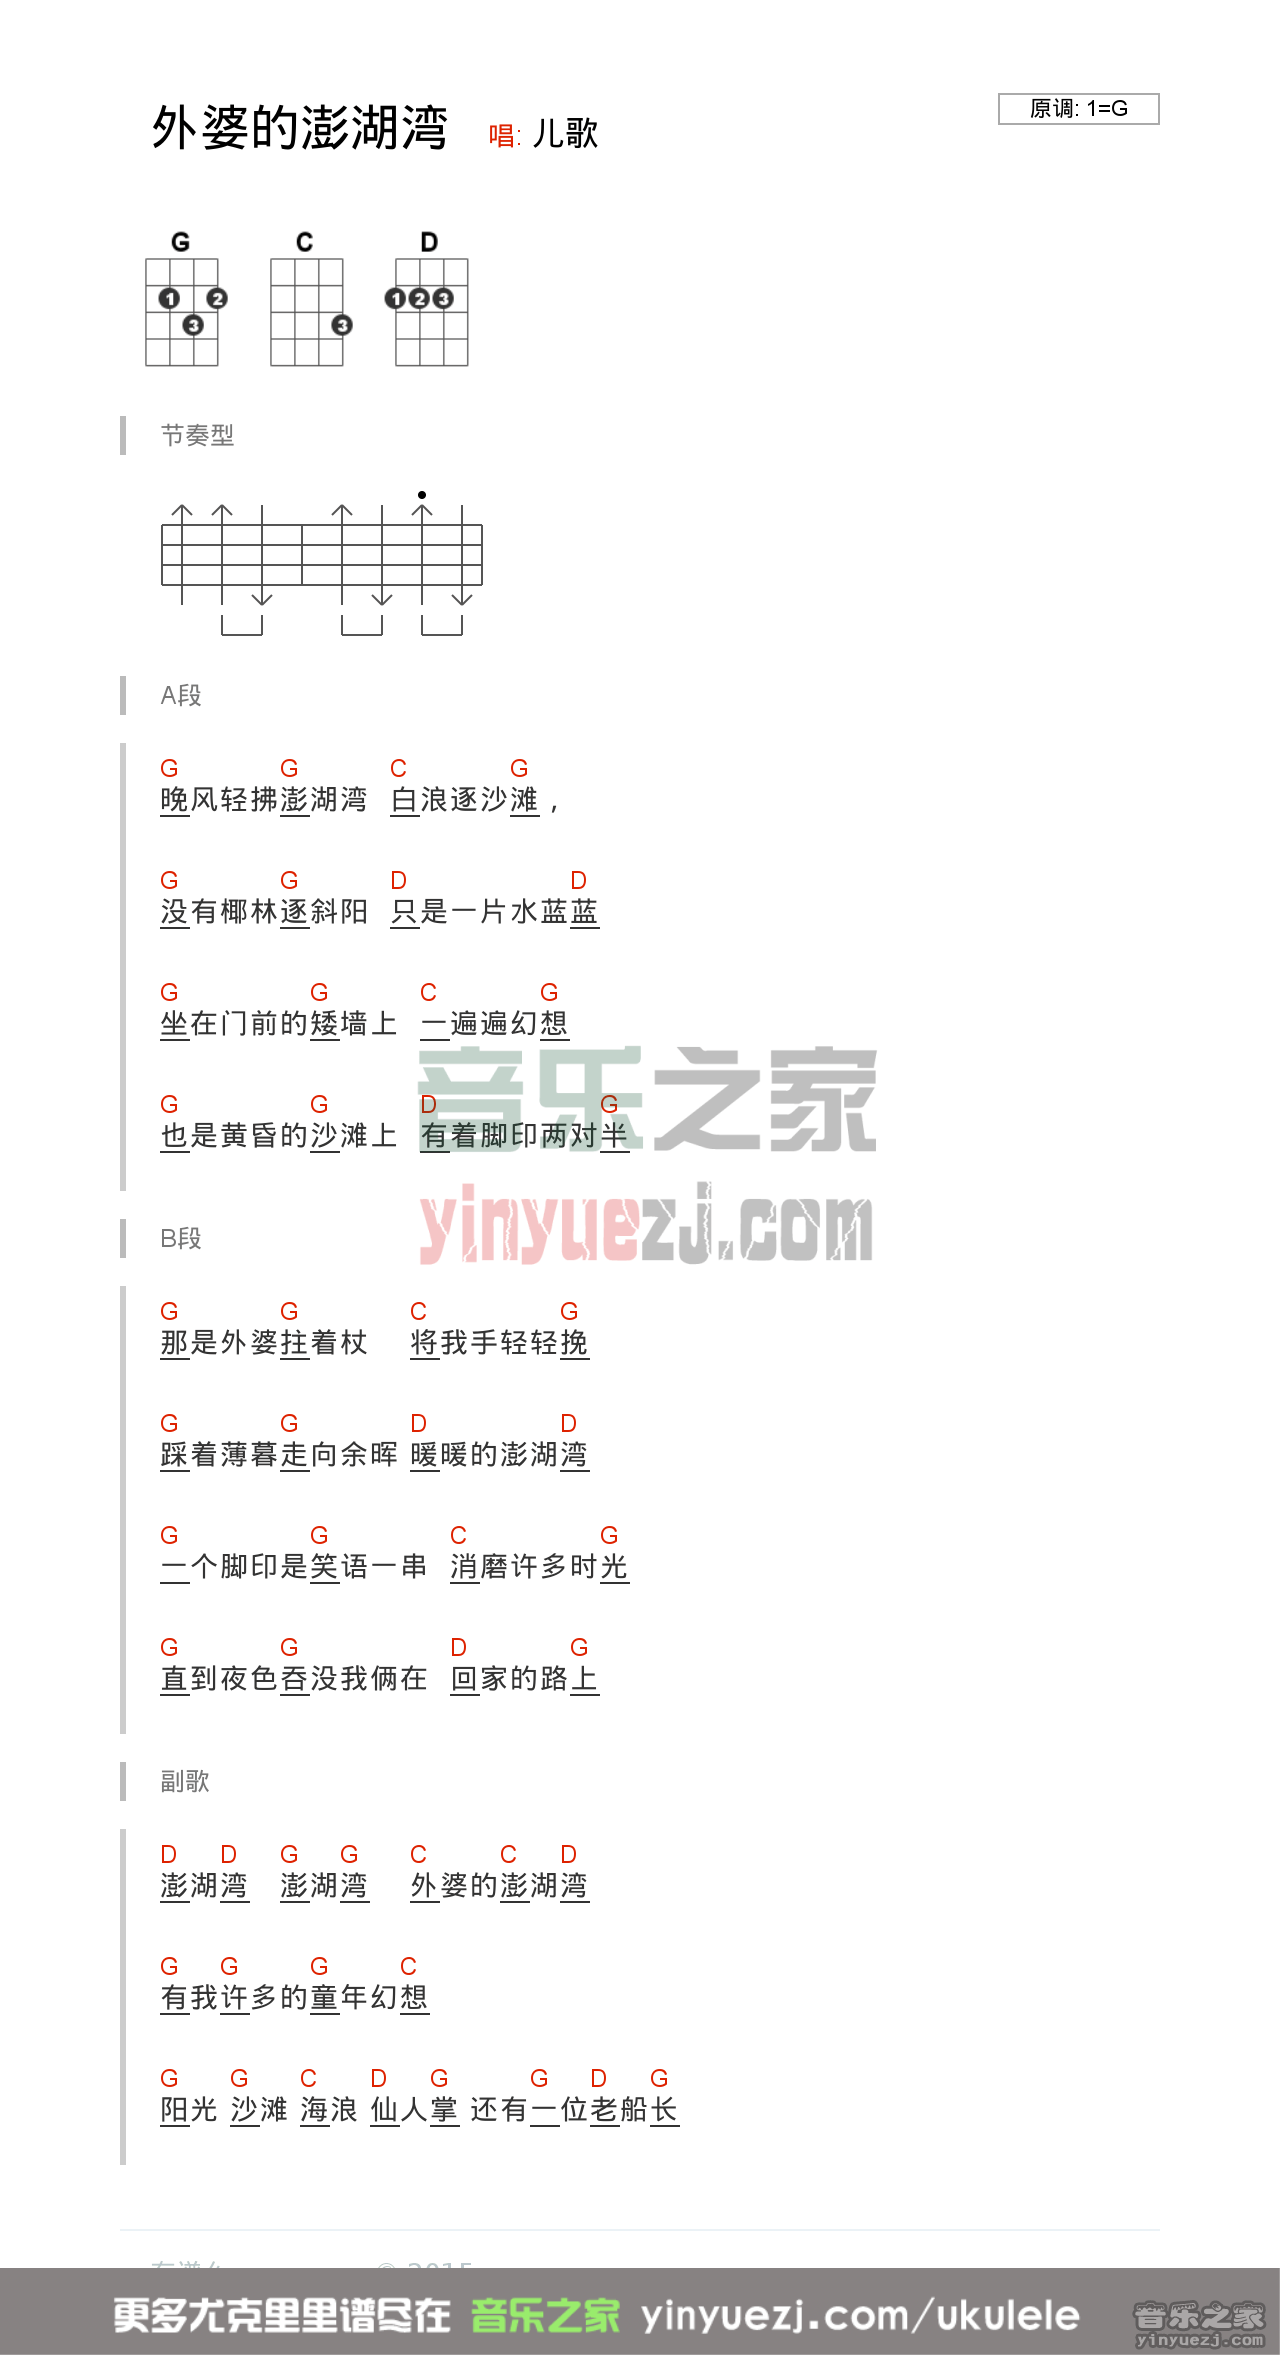 外婆的澎湖湾 唱: 儿歌
原调: 1=G
G C D
1 2 3 3 1 2 3
节奏型
A段
G G C G
晚风轻拂澎湖湾 白浪逐沙滩，
G G D D
没有椰林逐斜阳 只是一片水蓝蓝
G G C G
坐在门前的矮墙上 一遍遍幻想
G G D G
也是黄昏的沙滩上 有着脚印两对半
音乐之家
yinyuezj.com
B段
G G C G
那是外婆拄着杖 将我手轻轻挽
G G D D
踩着薄暮走向余晖 暖暖的澎湖湾
G G C G
一个脚印是笑语一串 消磨许多时光
G G D G
直到夜色吞没我俩在 回家的路上
副歌
D D G G C C D
澎湖湾 澎湖湾 外婆的澎湖湾
G G G C
有我许多的童年幻想
G G C D G G D G
阳光 沙滩 海浪 仙人掌 还有一位老船长
更多尤克里里谱尽在 音乐之家 yinyuezj.com/ukulele
音乐之家
yinyuezj.com